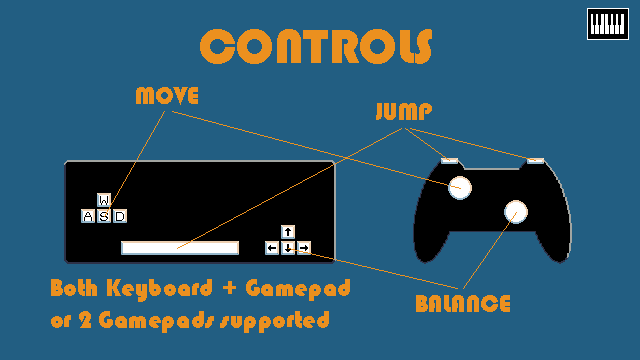 CONTROLS
MOVE
JUMP
W
A S D
↑
← ↓ →
Both Keyboard + Gamepad
or 2 Gamepads supported
BALANCE